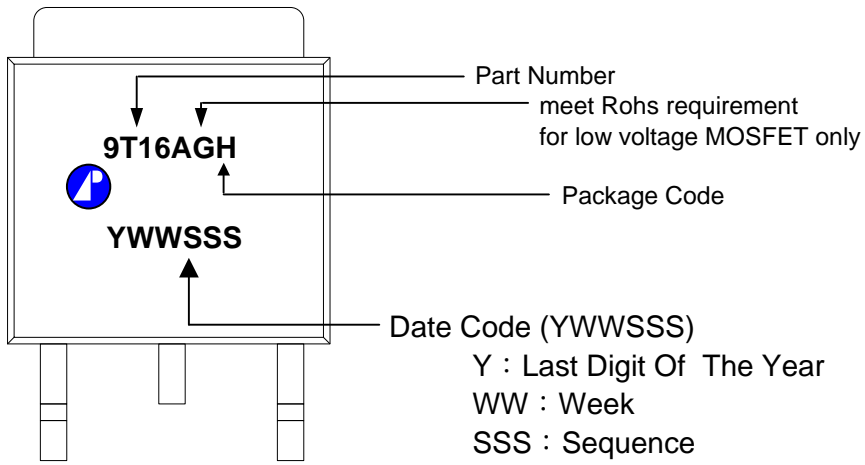 Part Number
meet Rohs requirement
for low voltage MOSFET only
9T16AGH
Package Code
YWWSSS
Date Code (YWWSSS)
Y：Last Digit Of The Year
WW：Week
SSS：Sequence